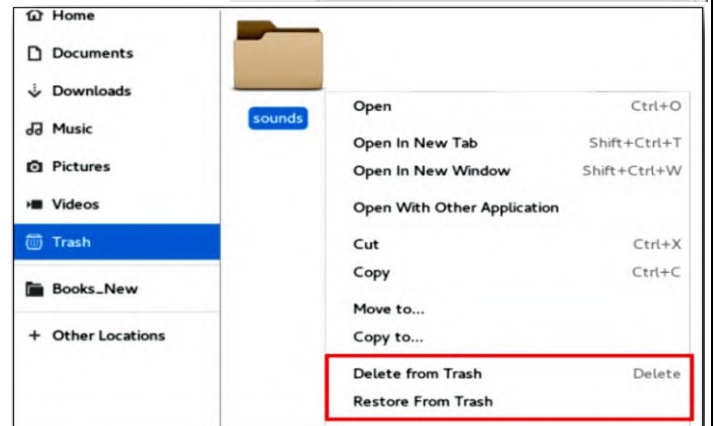 Home
Documents
Downloads
Music
Pictures
Videos
Trash
Books_New
+ Other Locations
sounds
Open Ctrl+O
Open In New Tab Shift+Ctrl+T
Open In New Window Shift+Ctrl+W
Open With Other Application
Cut Ctrl+X
Copy Ctrl+C
Move to...
Copy to...
Delete from Trash Delete
Restore From Trash